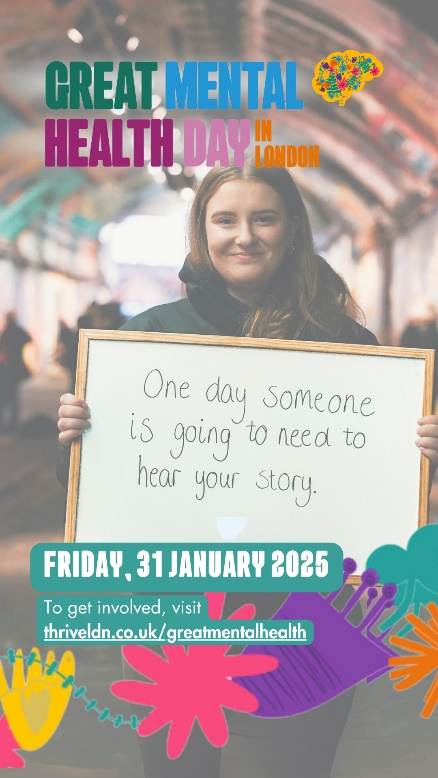 GREAT MENTAL
HEALTH DAY IN
LONDON
One day someone
is going to need to
hear your story.
FRIDAY, 31 JANUARY 2025
To get involved, visit
thriveldn.co.uk/greatmentalhealth